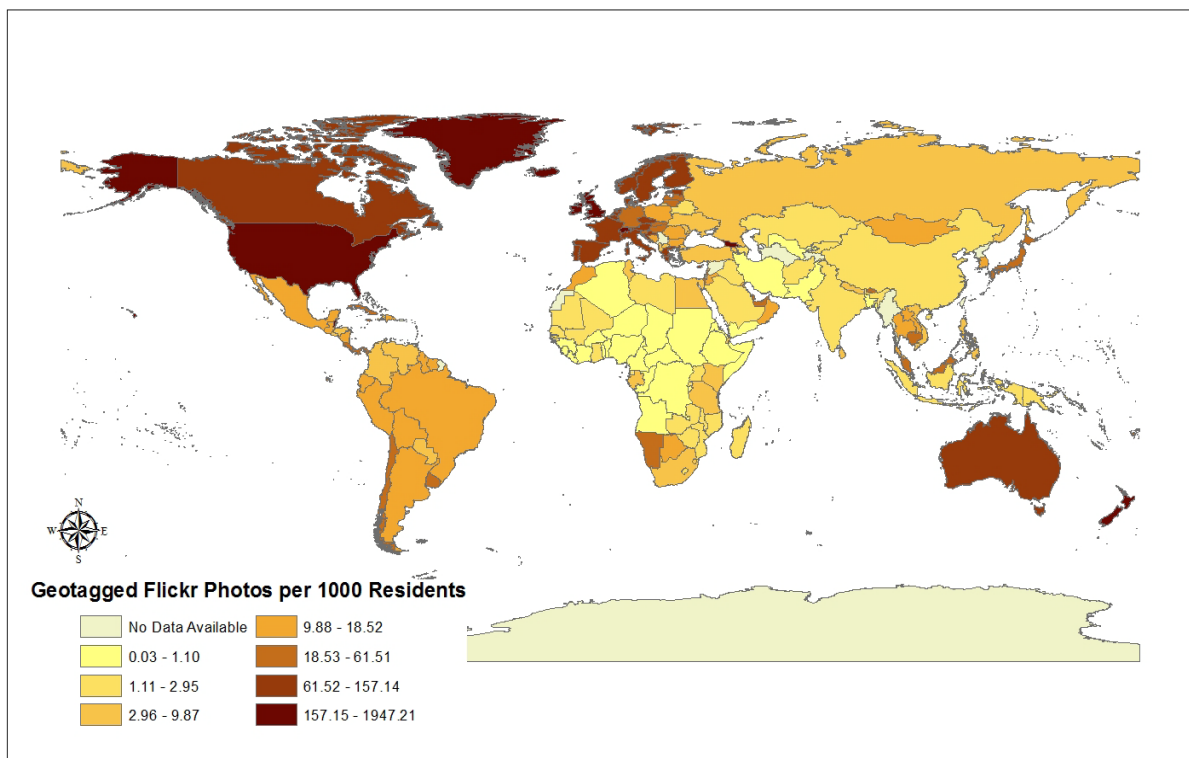 N
W E
S
Geotagged Flickr Photos per 1000 Residents
No Data Available
0.03 - 1.10
1.11 - 2.95
2.96 - 9.87
9.88 - 18.52
18.53 - 61.51
61.52 - 157.14
157.15 - 1947.21